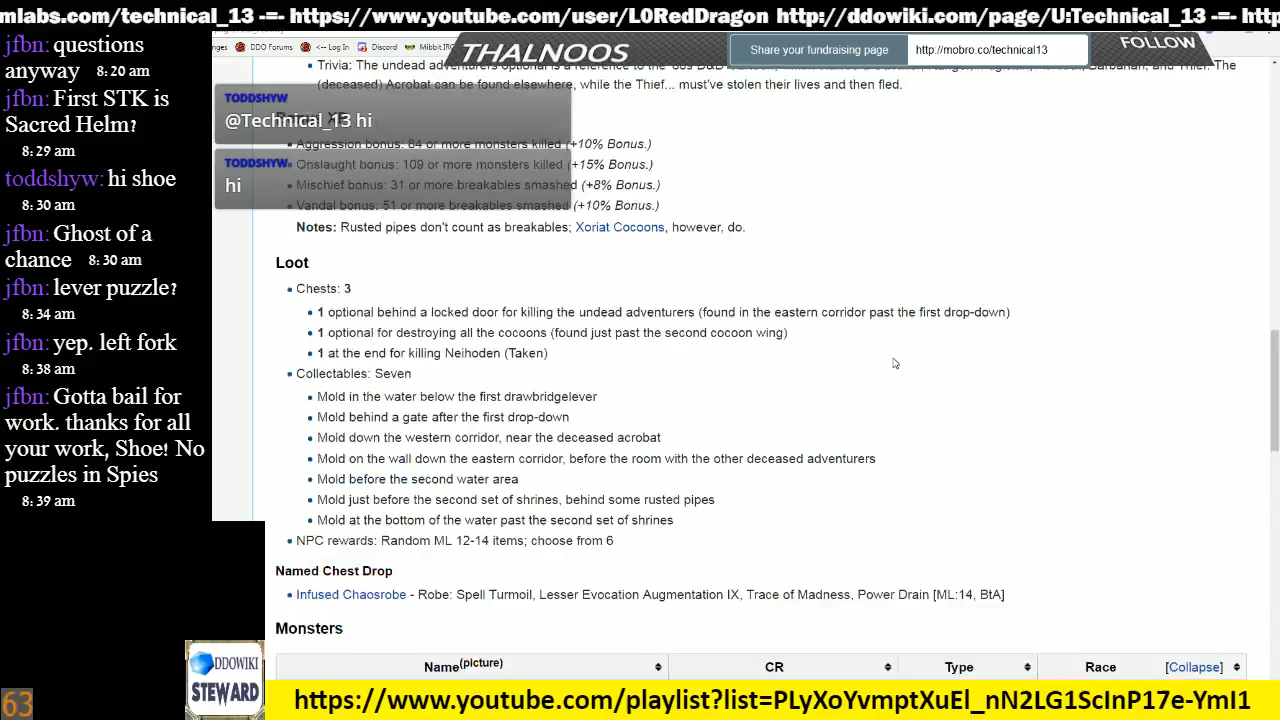 mlabs.com/technical_13 -=- https://www.youtube.com/user/L0RedDragon http://ddowiki.com/page/U:Technical_13 -=- http
jfbn: questions
anyway 8:20 am
jfbn: First STK is
Sacred Helm?
8:29 am
toddshyw: hi shoe
8:30 am
jfbn: Ghost of a
chance 8:30 am
jfbn: lever puzzle?
8:34 am
jfbn: yep. left fork
8:38 am
jfbn: Gotta bail for
work. thanks for all
your work, Shoe! No
puzzles in Spies
8:39 am
DDO Forums <-- Log In Discord Mibbit
THALNOOS
Share your fundraising page http://mobro.co/technical13
FOLLOW
Trivia: The undead adventurers optional is a reference to the '80s D&D Barbarian, and Thief. The
(deceased) Acrobat can be found elsewhere, while the Thief... must've stolen their lives and then fled.
TODDSHYW
@Technical_13 hi
Aggression bonus: 84 or more monsters killed (+10% Bonus.)
TODDSHYW
Onslaught bonus: 109 or more monsters killed (+15% Bonus.)
hi
Mischief bonus: 31 or more breakables smashed (+8% Bonus.)
Vandal bonus: 51 or more breakables smashed (+10% Bonus.)
Notes: Rusted pipes don't count as breakables; Xoriat Cocoons, however, do.
Loot
Chests: 3
1 optional behind a locked door for killing the undead adventurers (found in the eastern corridor past the first drop-down)
1 optional for destroying all the cocoons (found just past the second cocoon wing)
1 at the end for killing Neihoden (Taken)
Collectables: Seven
Mold in the water below the first drawbridgelever
Mold behind a gate after the first drop-down
Mold down the western corridor, near the deceased acrobat
Mold on the wall down the eastern corridor, before the room with the other deceased adventurers
Mold before the second water area
Mold just before the second set of shrines, behind some rusted pipes
Mold at the bottom of the water past the second set of shrines
NPC rewards: Random ML 12-14 items; choose from 6
Named Chest Drop
Infused Chaosrobe - Robe: Spell Turmoil, Lesser Evocation Augmentation IX, Trace of Madness, Power Drain [ML:14, BtA]
Monsters
Name(picture) CR Type Race [Collapse]
DDOWIKI
STEWARD
63
https://www.youtube.com/playlist?list=PLyXoYvmptXuEl_nN2LG1ScInP17e-YmI1